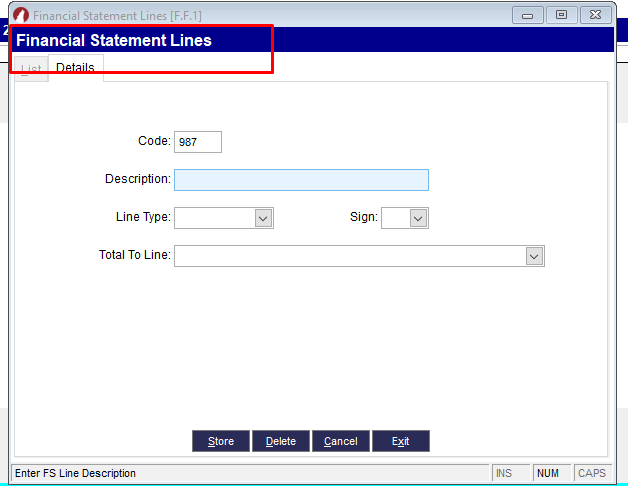 Financial Statement Lines [F.F.1]
2
Financial Statement Lines
List Details
Code: 987
Description:
Line Type: Sign:
Total To Line:
Store Delete Cancel Exit
Enter FS Line Description INS NUM CAPS